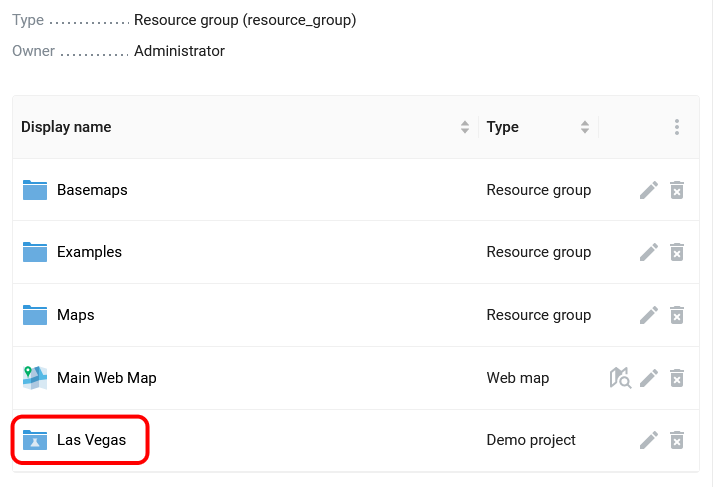 Type ............. Resource group (resource_group)
Owner ........... Administrator
Display name Type
Basemaps Resource group
Examples Resource group
Maps Resource group
Main Web Map Web map
Las Vegas Demo project